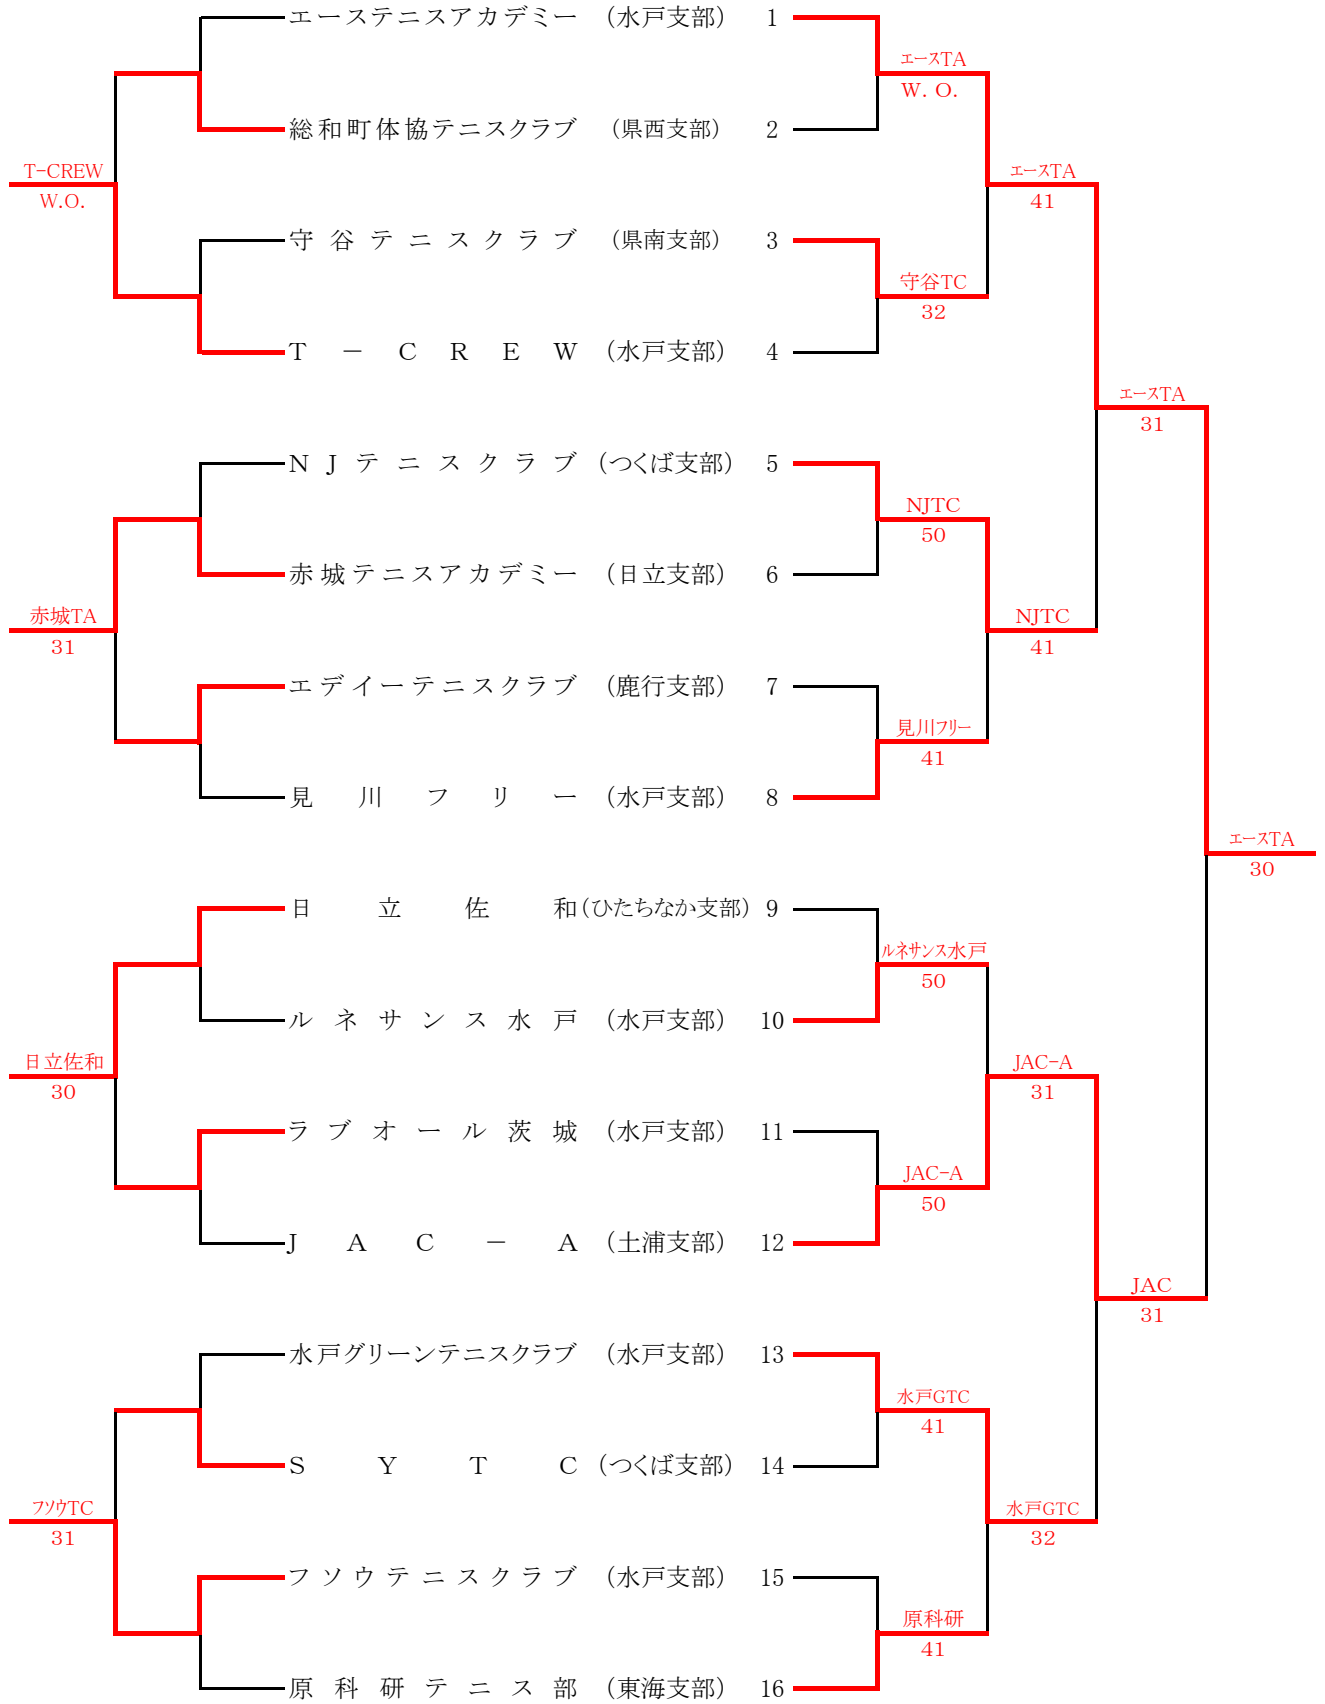 エーステニスアカデミー (水戸支部) 1
エースTA
W. O.
総和町体協テニスクラブ (県西支部) 2
T-CREW
W.O.
エースTA
41
守谷テニスクラブ (県南支部) 3
守谷TC
32
T-CREW (水戸支部) 4
エースTA
31
NJテニスクラブ (つくば支部) 5
NJTC
50
赤城テニスアカデミー (日立支部) 6
赤城TA
31
NJTC
41
エデイーテニスクラブ (鹿行支部) 7
見川フリー
41
見川フリー (水戸支部) 8
エースTA
30
日立佐和 (ひたちなか支部) 9
ルネサンス水戸
50
ルネサンス水戸 (水戸支部) 10
日立佐和
30
JAC-A
31
ラブオール茨城 (水戸支部) 11
JAC-A
50
JAC-A (土浦支部) 12
JAC
31
水戸グリーンテニスクラブ (水戸支部) 13
水戸GTC
41
SYTC (つくば支部) 14
フソウTC
31
水戸GTC
32
フソウテニスクラブ (水戸支部) 15
原科研
41
原科研テニス部 (東海支部) 16